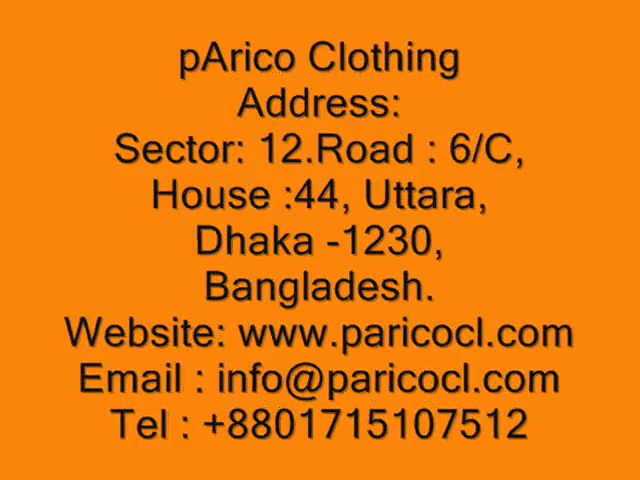 pArico Clothing
Address:
Sector: 12.Road : 6/C,
House :44, Uttara,
Dhaka -1230,
Bangladesh.
Website: www.paricocl.com
Email : info@paricocl.com
Tel : +8801715107512